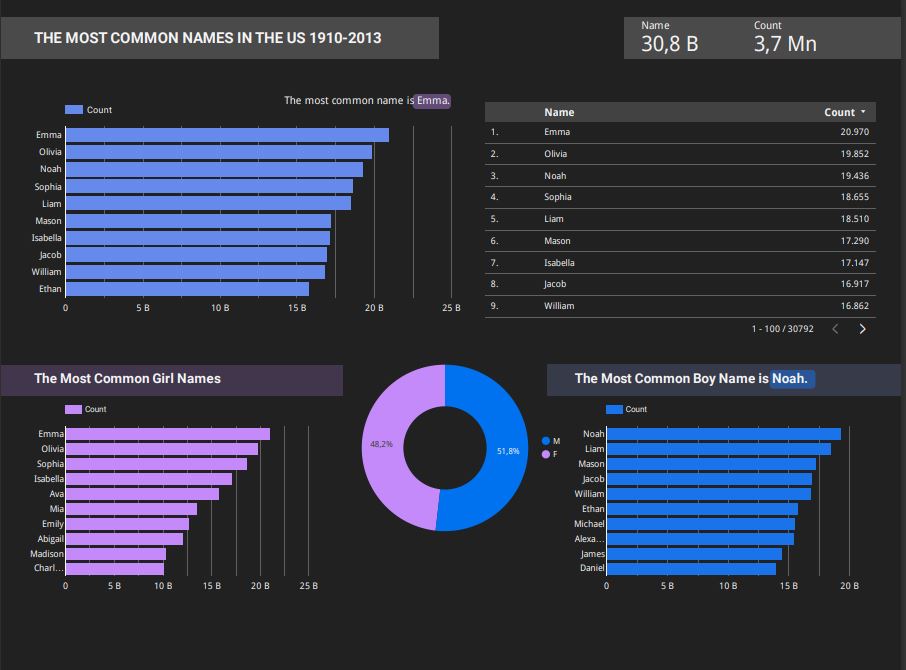 THE MOST COMMON NAMES IN THE US 1910-2013
Name
30,8 B
Count
3,7 Mn
The most common name is Emma.
Count
Emma
Olivia
Noah
Sophia
Liam
Mason
Isabella
Jacob
William
Ethan
0 5 B 10 B 15 B 20 B 25 B
Name Count
1. Emma 20.970
2. Olivia 19.852
3. Noah 19.436
4. Sophia 18.655
5. Liam 18.510
6. Mason 17.290
7. Isabella 17.147
8. Jacob 16.917
9. William 16.862
1 - 100 / 30792
The Most Common Girl Names
Count
Emma
Olivia
Sophia
Isabella
Ava
Mia
Emily
Abigail
Madison
Charl...
0 5 B 10 B 15 B 20 B 25 B
48,2%
51,8%
M
F
The Most Common Boy Name is Noah.
Count
Noah
Liam
Mason
Jacob
William
Ethan
Michael
Alexa...
James
Daniel
0 5 B 10 B 15 B 20 B